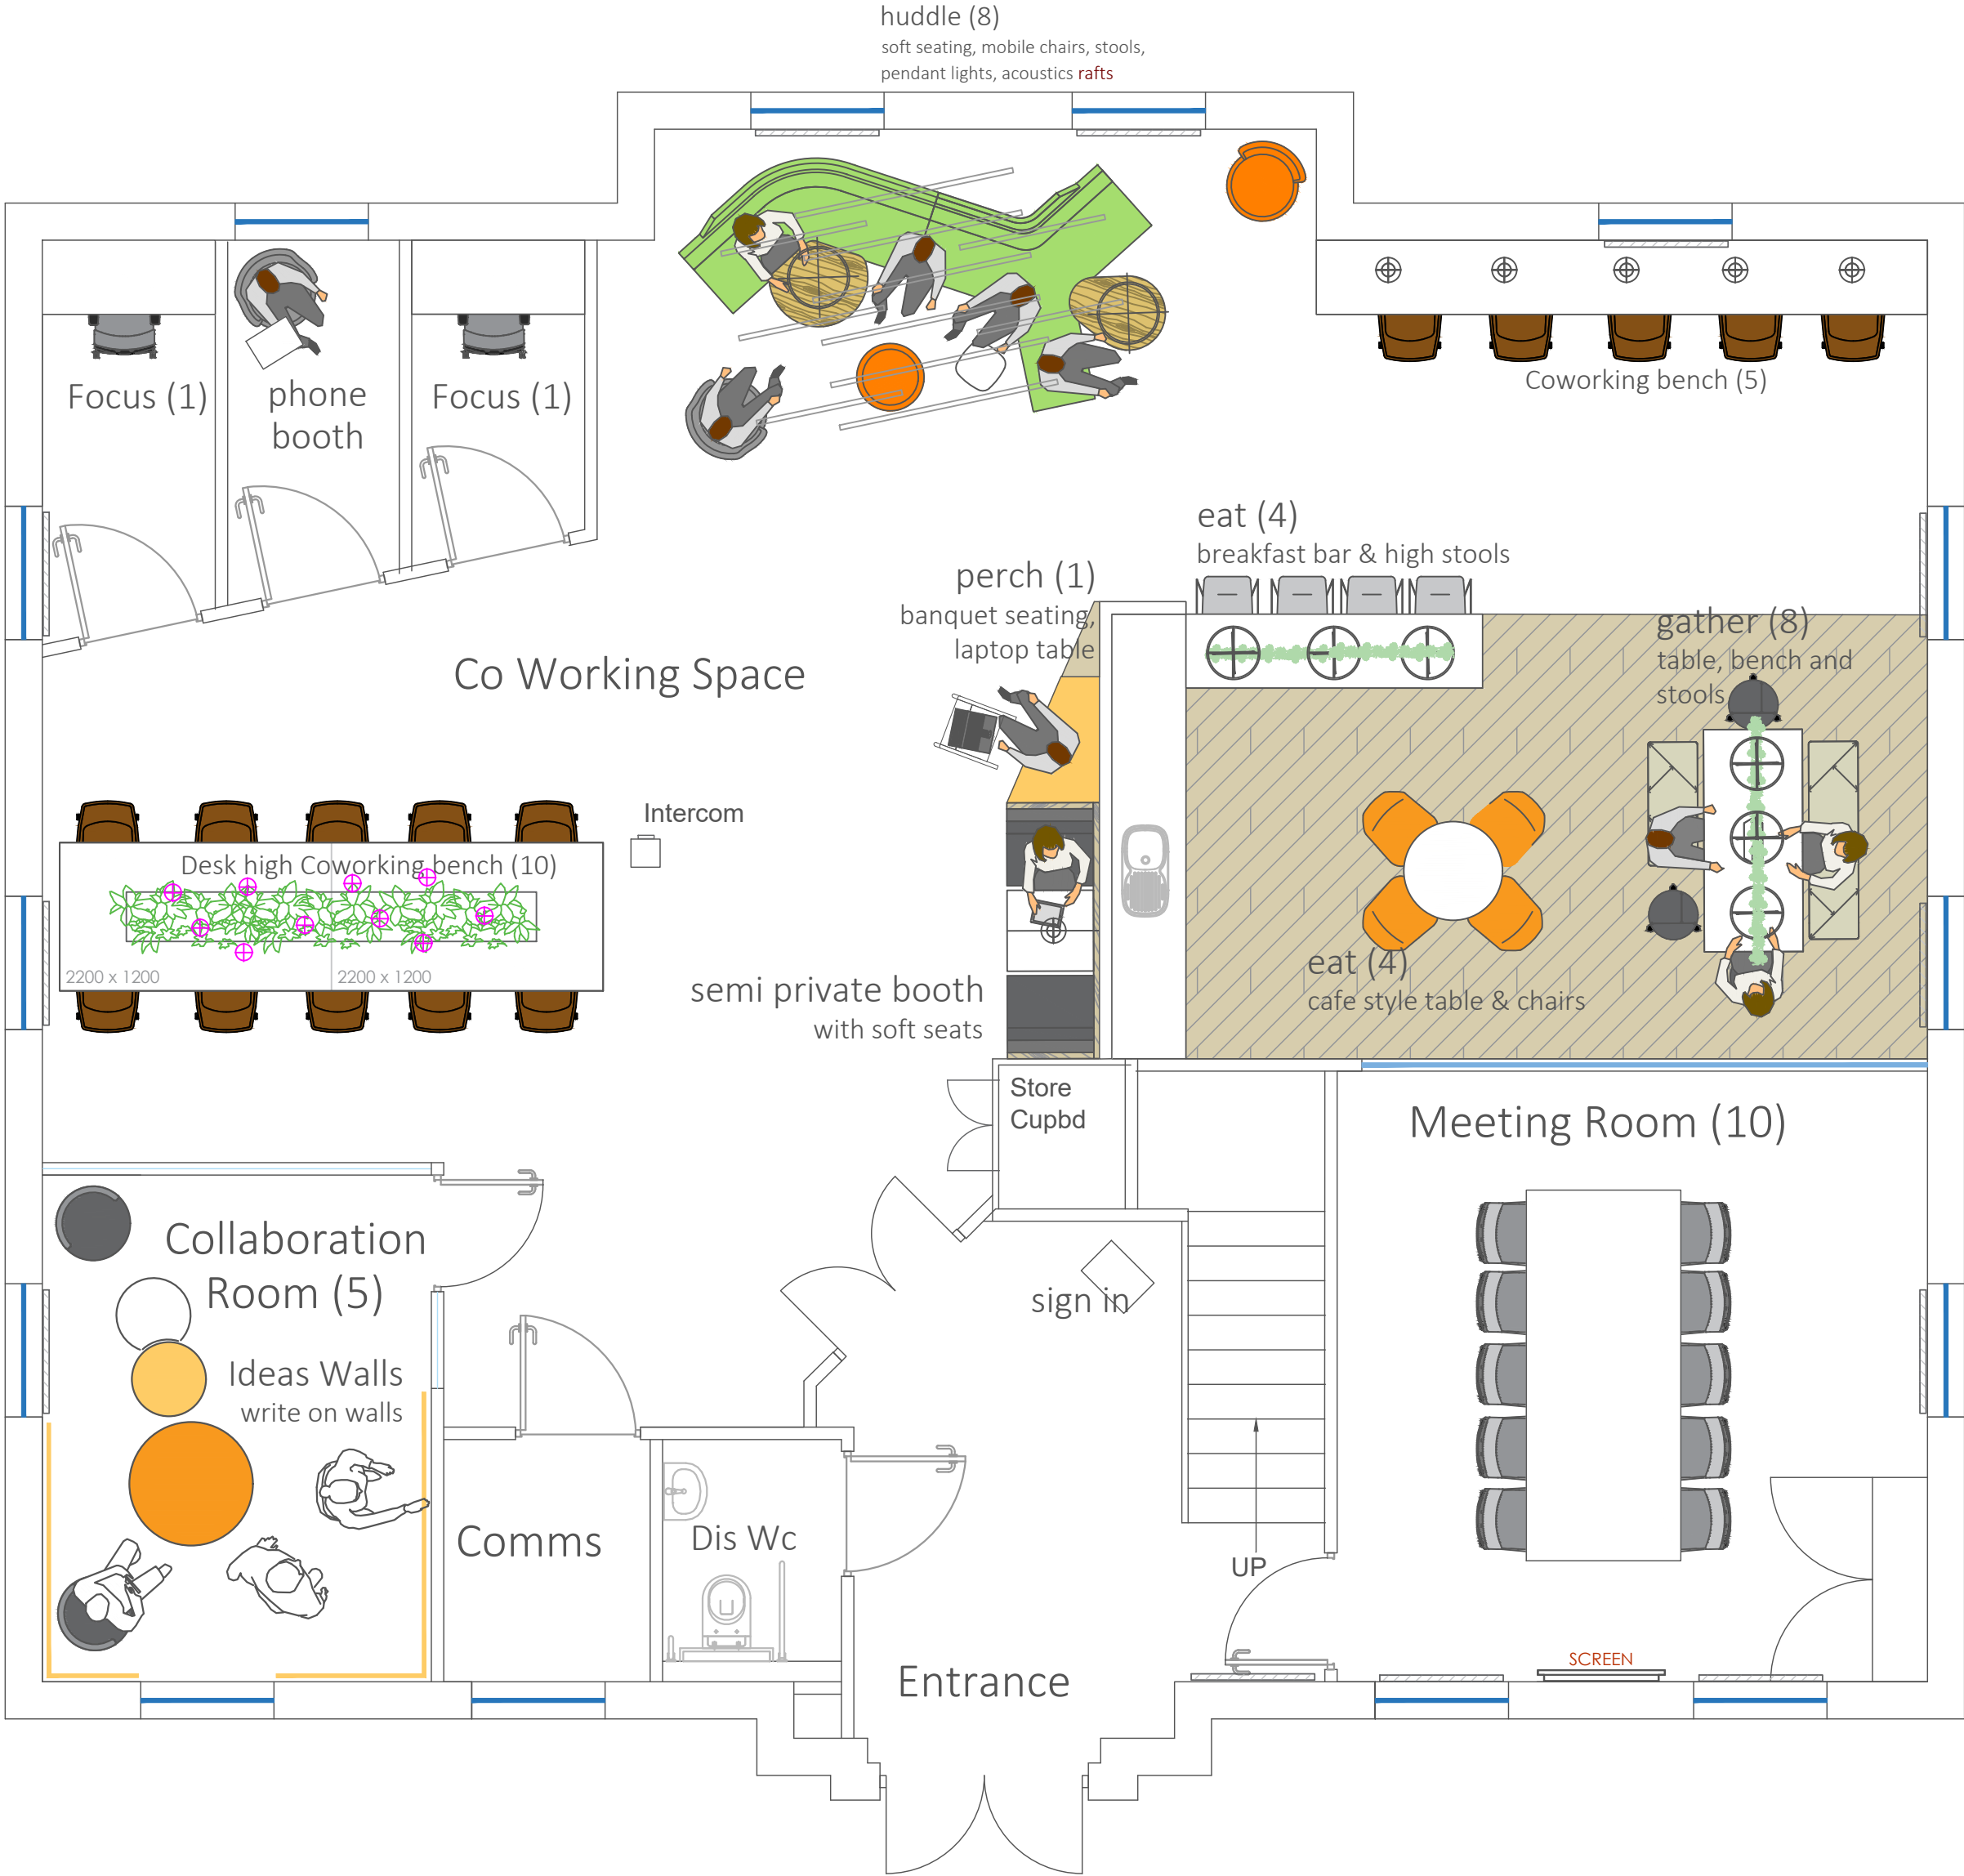 huddle (8)
soft seating, mobile chairs, stools,
pendant lights, acoustics rafts
Focus (1)
phone
booth
Focus (1)
Coworking bench (5)
eat (4)
breakfast bar & high stools
perch (1)
banquet seating,
laptop table
gather (8)
table, bench and
stools
Co Working Space
Intercom
Desk high Coworking bench (10)
2200 x 1200
2200 x 1200
semi private booth
with soft seats
eat (4)
cafe style table & chairs
Store
Cupbd
Meeting Room (10)
Collaboration
Room (5)
sign in
Ideas Walls
write on walls
Comms
Dis Wc
UP
Entrance
SCREEN